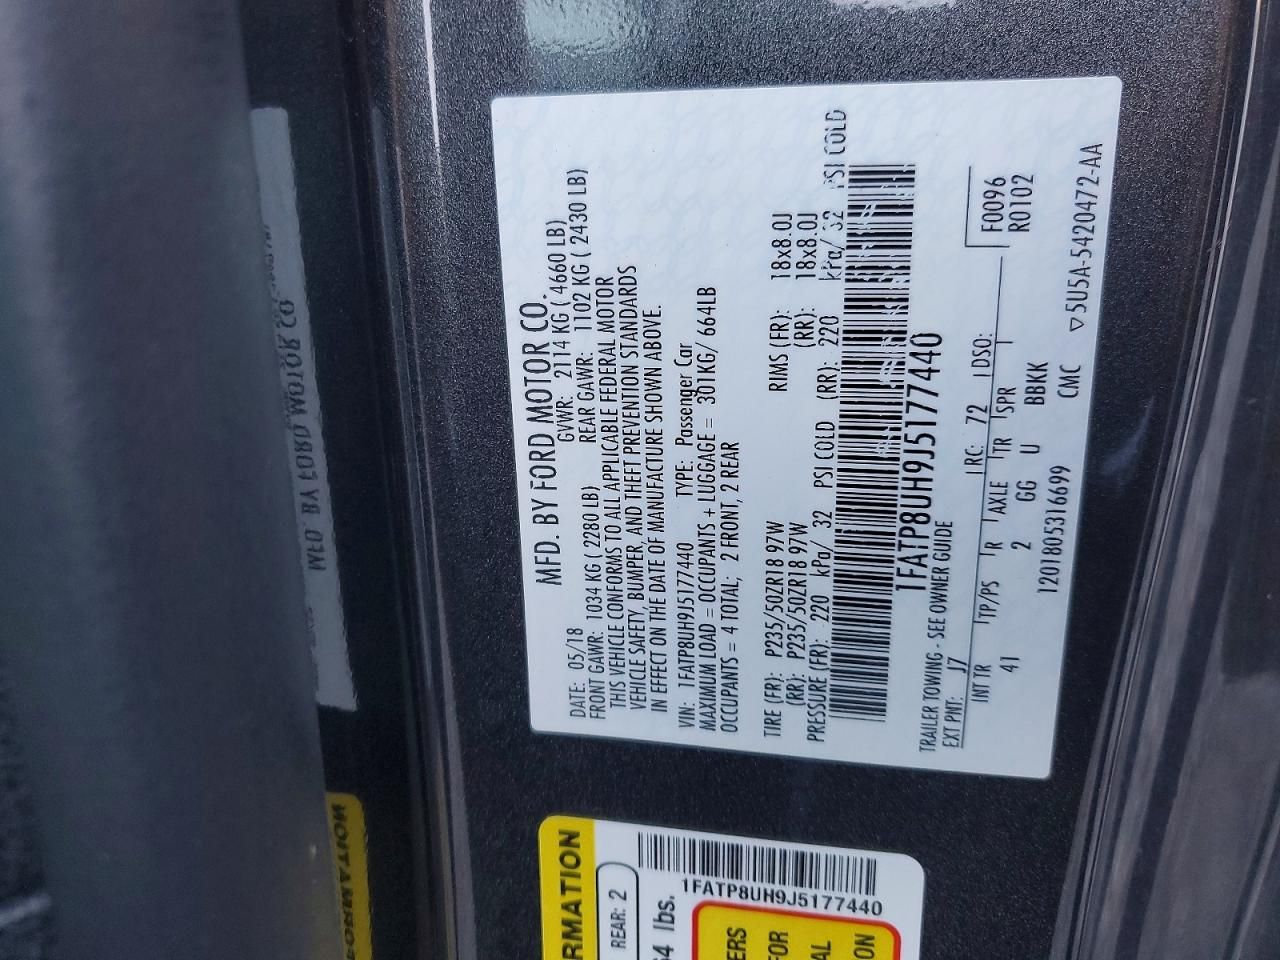 MFD. BY FORD MOTOR CO.
DATE: 05/18 GVWR: 2114 KG ( 4660 LB)
FRONT GAWR: 1034 KG ( 2280 LB) REAR GAWR: 1102 KG ( 2430 LB)
THIS VEHICLE CONFORMS TO ALL APPLICABLE FEDERAL MOTOR
VEHICLE SAFETY, BUMPER, AND THEFT PREVENTION STANDARDS
IN EFFECT ON THE DATE OF MANUFACTURE SHOWN ABOVE.
VIN: 1FATP8UH9J5177440 TYPE: Passenger Car
MAXIMUM LOAD = OCCUPANTS + LUGGAGE = 301KG/ 664LB
OCCUPANTS = 4 TOTAL; 2 FRONT, 2 REAR
TIRE (FR): P235/50ZR18 97W RIMS (FR): 18x8.0J
(RR): P235/50ZR18 97W (RR): 18x8.0J
PRESSURE (FR): 220 kPa/ 32 PSI COLD (RR): 220 kPa/ 32 PSI COLD
1FATP8UH9J5177440
TRAILER TOWING - SEE OWNER GUIDE F0096
EXT PNT: J7 RC: 72 DSO: R0102
INT TR TP/PS R AXLE TR SPR
41 2 GG U BBKK
1201805316699 CMC ▽5U5A-5420472-AA
REAR: 2
lbs.
1FATP8UH9J5177440
MFD. BY FORD MOTOR CO